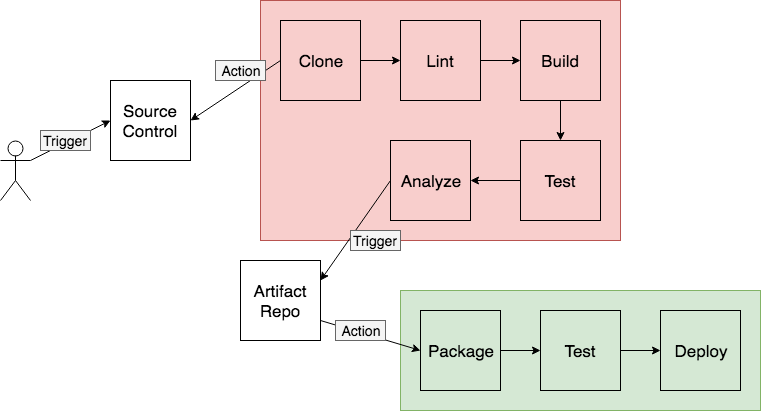 Clone
Lint
Build
Action
Source
Control
Trigger
Analyze
Test
Trigger
Artifact
Repo
Action
Package
Test
Deploy